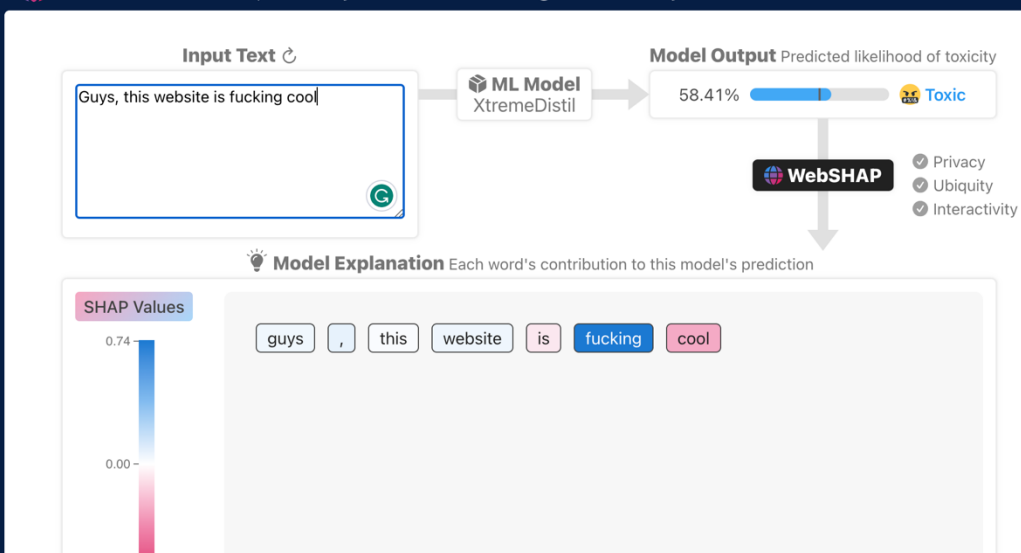 Input Text
Model Output Predicted likelihood of toxicity
Guys, this website is fucking cool
ML Model
XtremeDistil
58.41%
Toxic
WebSHAP
Privacy
Ubiquity
Interactivity
Model Explanation Each word's contribution to this model's prediction
SHAP Values
guys , this website is fucking cool
0.74
0.00